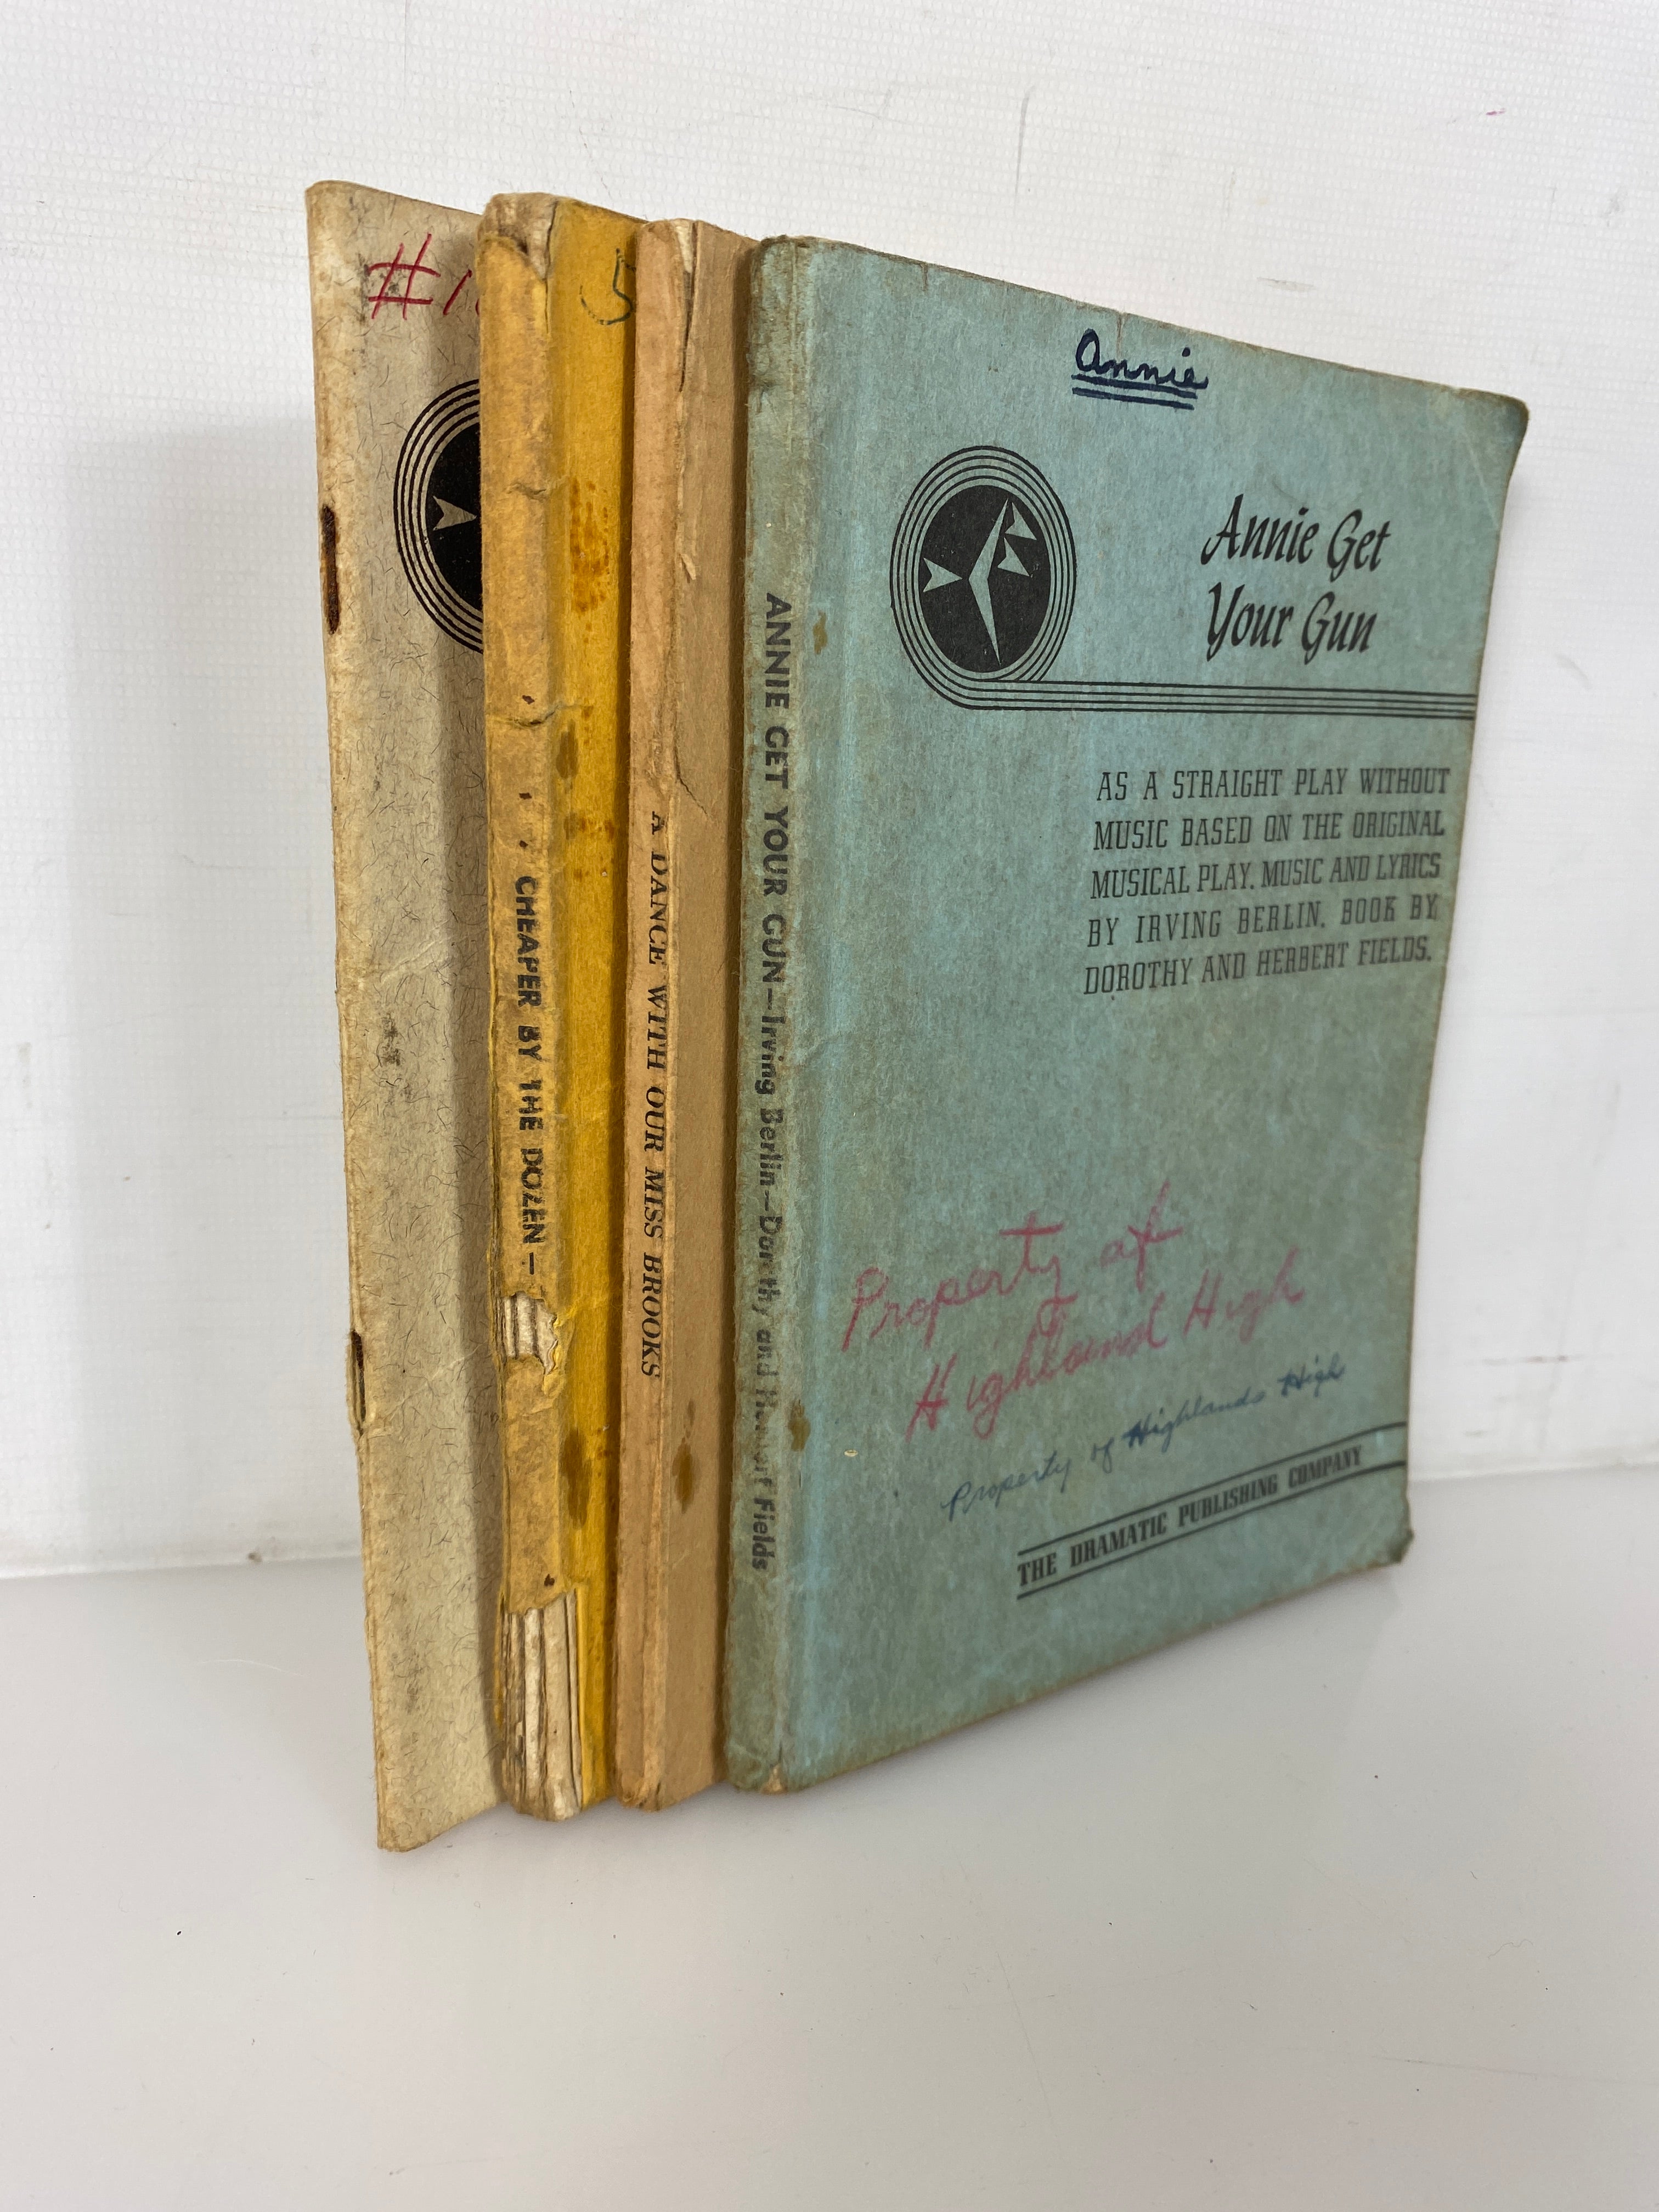 #1
5
CHEAPER BY THE DOZEN—
A DANCE WITH OUR MISS BROOKS
ANNIE GET YOUR GUN—Irving Berlin—Dorothy and Herbert Fields
Annie
Annie Get
Your Gun
AS A STRAIGHT PLAY WITHOUT
MUSIC BASED ON THE ORIGINAL
MUSICAL PLAY. MUSIC AND LYRICS
BY IRVING BERLIN, BOOK BY
DOROTHY AND HERBERT FIELDS.
Property of
Highland High
Property of Highlands High
THE DRAMATIC PUBLISHING COMPANY